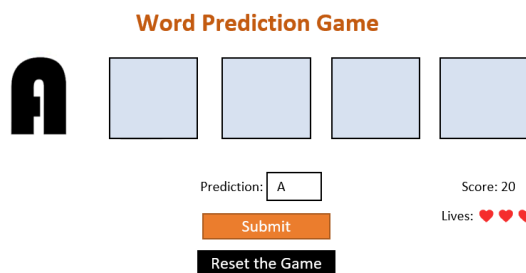 Word Prediction Game
A
Prediction: A
Score: 20
Submit
Lives:
Reset the Game